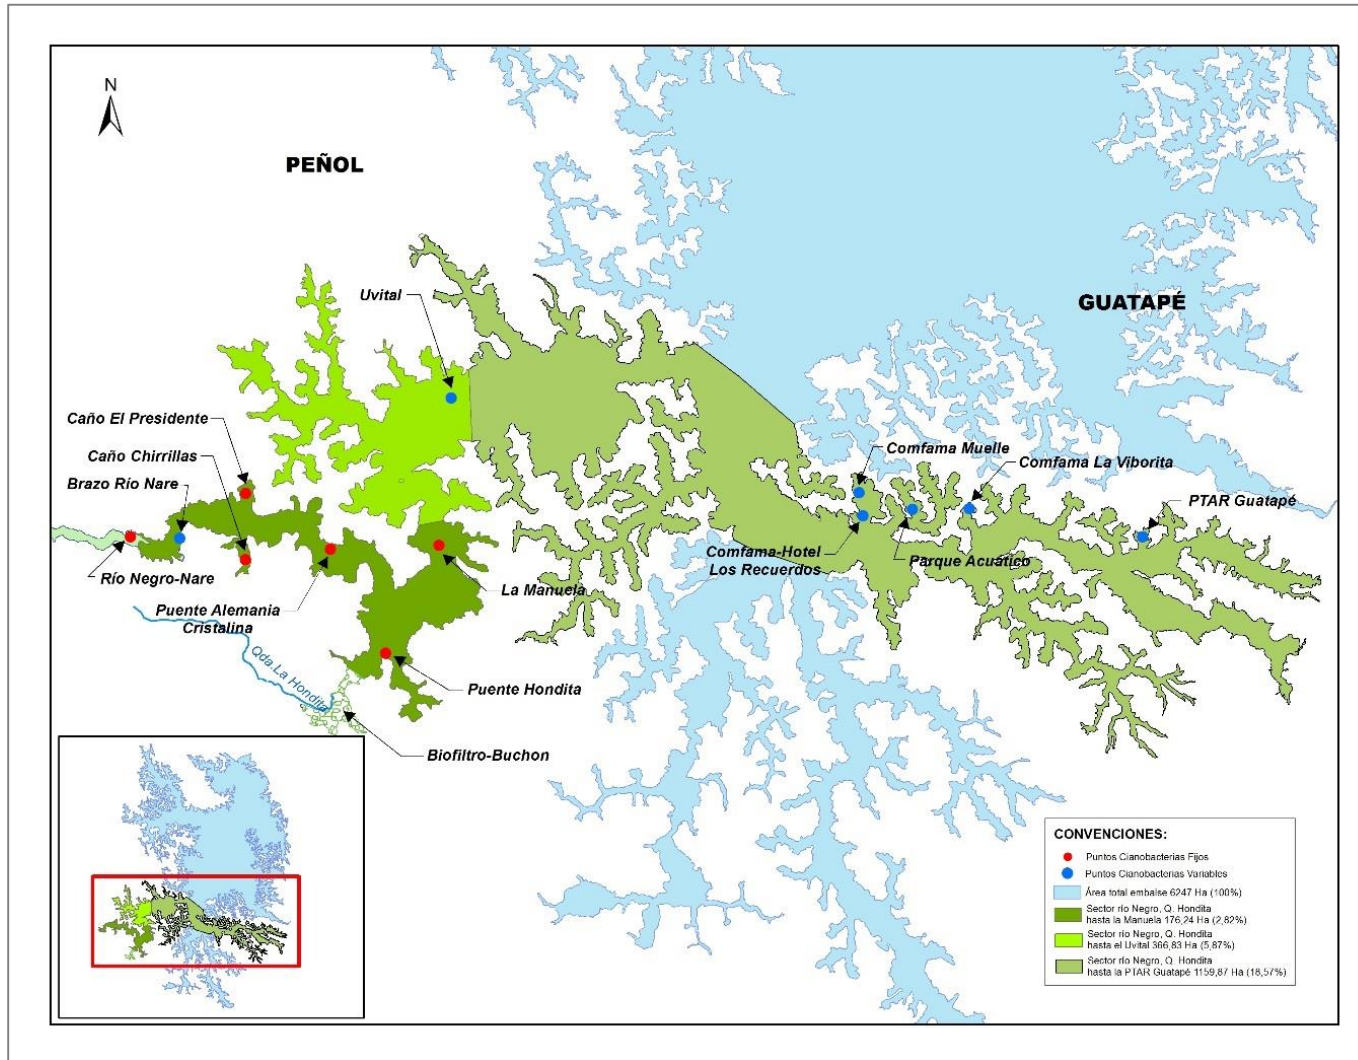 N
PEÑOL
GUATAPÉ
Uvital
Caño El Presidente
Caño Chirrillas
Brazo Río Nare
Río Negro-Nare
Puente Alemania
Cristalina
Qda.La Hondita
La Manuela
Puente Hondita
Biofiltro-Buchon
Comfama Muelle
Comfama La Viborita
PTAR Guatapé
Comfama-Hotel
Los Recuerdos
Parque Acuático
CONVENCIONES:
Puntos Cianobacterias Fijos
Puntos Cianobacterias Variables
Área total embalse 6247 Ha (100%)
Sector río Negro, Q. Hondita
hasta la Manuela 176,24 Ha (2,82%)
Sector río Negro, Q. Hondita
hasta el Uvital 366,83 Ha (5,87%)
Sector río Negro, Q. Hondita
hasta la PTAR Guatapé 1159,87 Ha (18,57%)